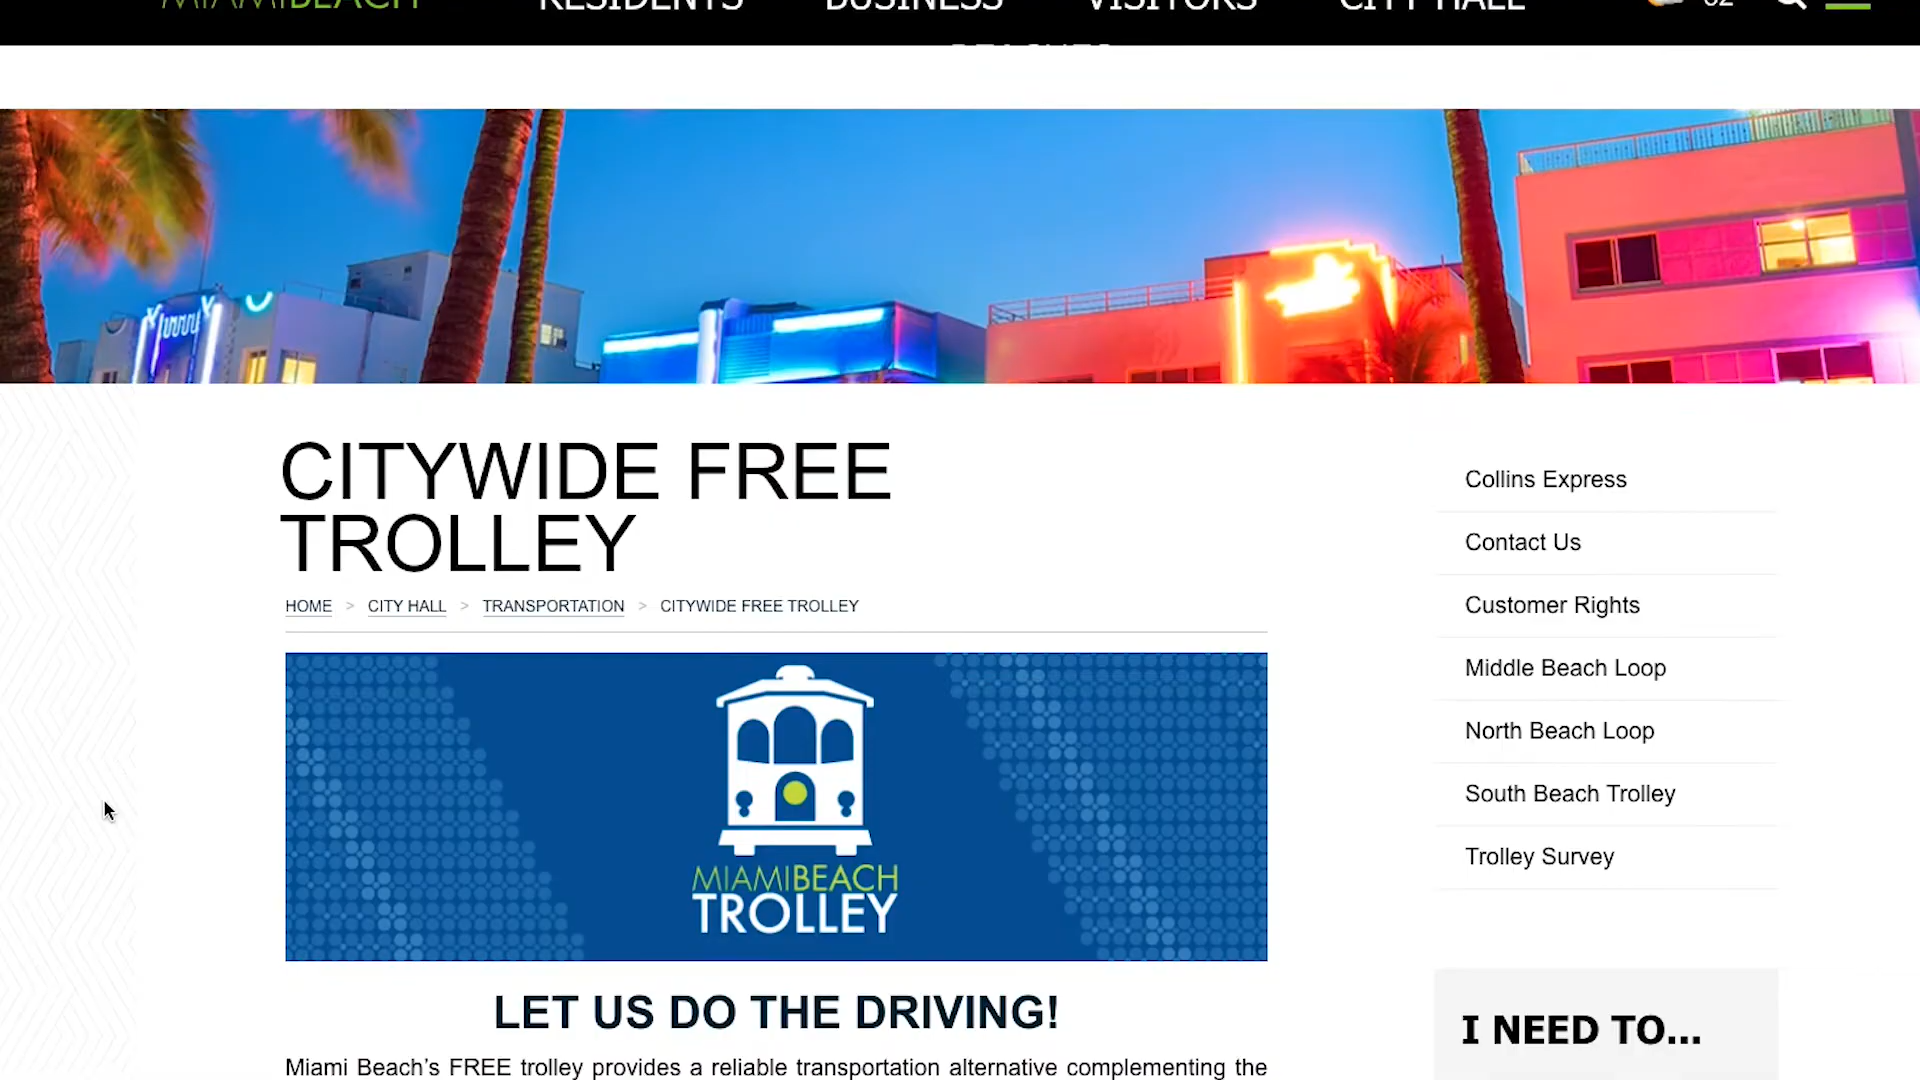 MIAMIBEACH RESIDENTS BUSINESS VISITORS CITY HALL
CITYWIDE FREE
TROLLEY
HOME > CITY HALL > TRANSPORTATION > CITYWIDE FREE TROLLEY
MIAMIBEACH
TROLLEY
LET US DO THE DRIVING!
Miami Beach’s FREE trolley provides a reliable transportation alternative complementing the
Collins Express
Contact Us
Customer Rights
Middle Beach Loop
North Beach Loop
South Beach Trolley
Trolley Survey
I NEED TO...